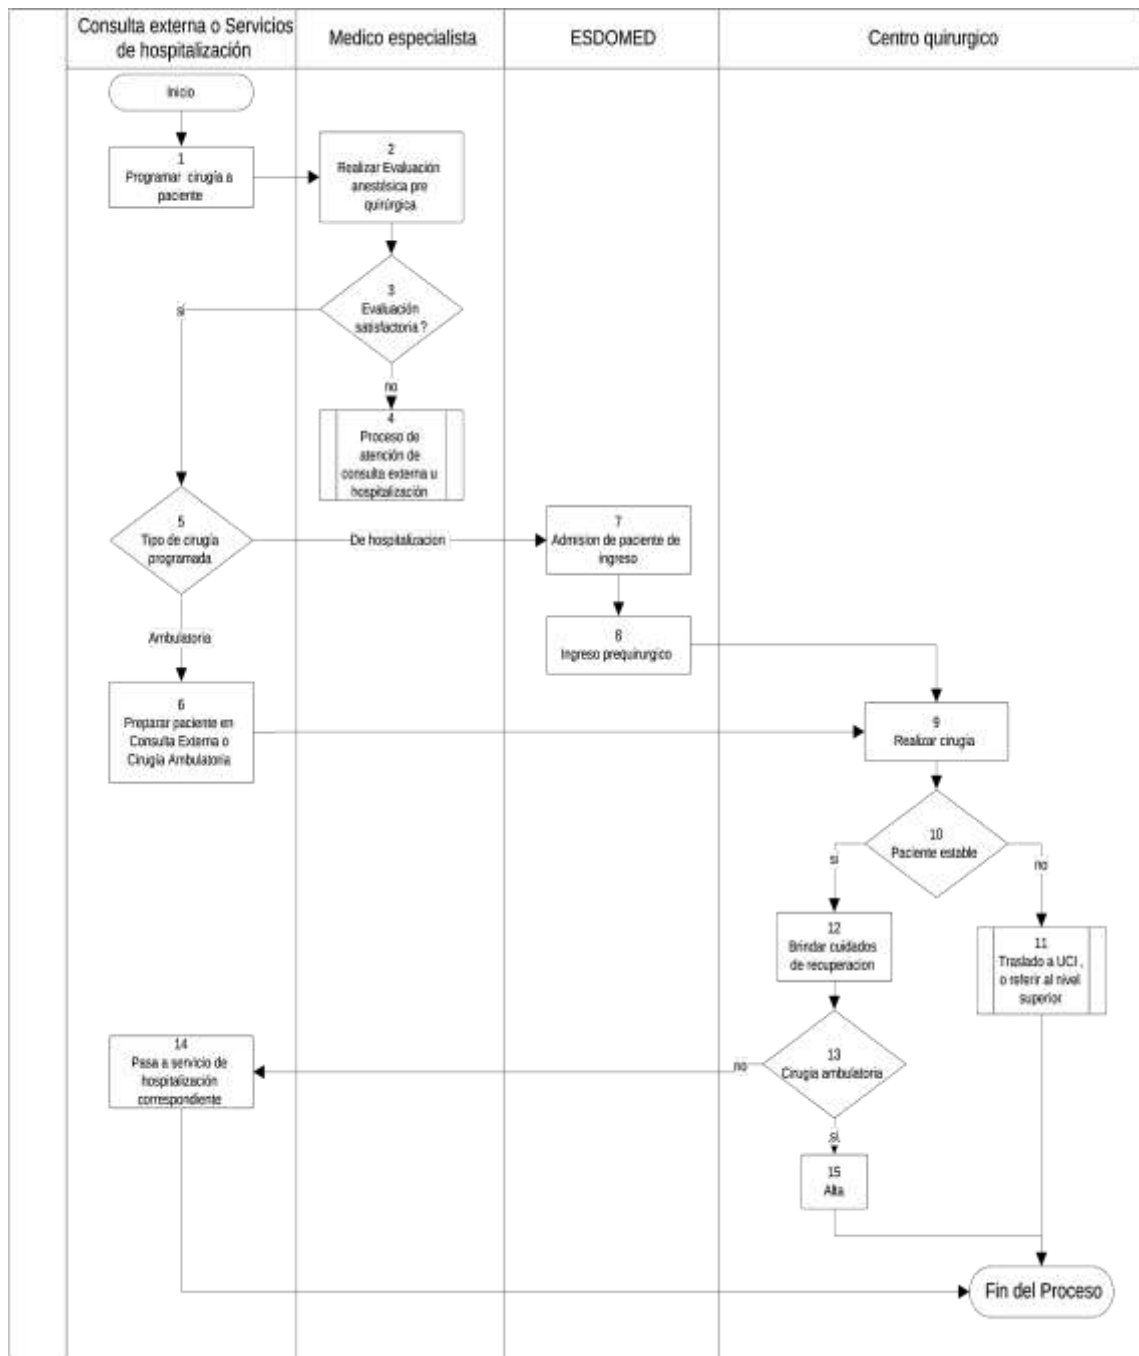 Consulta externa o Servicios
de hospitalización
Medico especialista
ESDOMED
Centro quirurgico
Inicio
1
Programar cirugía a
paciente
2
Realizar Evaluación
anestésica pre
quirúrgica
3
Evaluación
satisfactoria ?
si
no
4
Proceso de
atención de
consulta externa u
hospitalización
5
Tipo de cirugía
programada
De hospitalizacion
7
Admision de paciente de
ingreso
Ambulatoria
8
Ingreso prequirurgico
6
Preparar paciente en
Consulta Externa o
Cirugía Ambulatoria
9
Realizar cirugia
10
Paciente estable
si
no
12
Brindar cuidados
de recuperacion
11
Traslado a UCI ,
o referir al nivel
superior
13
Cirugia ambulatoria
no
si
14
Pasa a servicio de
hospitalización
correspondiente
15
Alta
Fin del Proceso